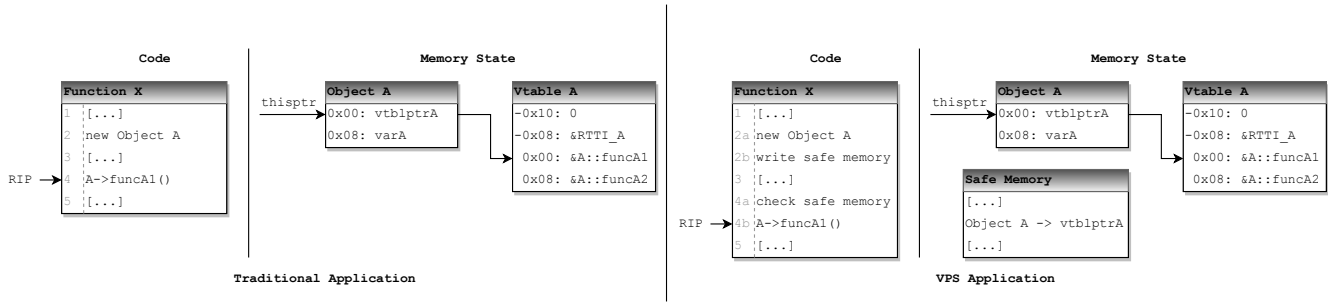 Code
Memory State
Function X
1 [...]
2 new Object A
3 [...]
4 A->funcA1()
5 [...]
RIP
thisptr
Object A
0x00: vtblptrA
0x08: varA
Vtable A
-0x10: 0
-0x08: &RTTI_A
0x00: &A::funcA1
0x08: &A::funcA2
Traditional Application
Code
Memory State
Function X
1 [...]
2a new Object A
2b write safe memory
3 [...]
4a check safe memory
4b A->funcA1()
5 [...]
RIP
thisptr
Object A
0x00: vtblptrA
0x08: varA
Vtable A
-0x10: 0
-0x08: &RTTI_A
0x00: &A::funcA1
0x08: &A::funcA2
Safe Memory
[...]
Object A -> vtblptrA
[...]
VPS Application